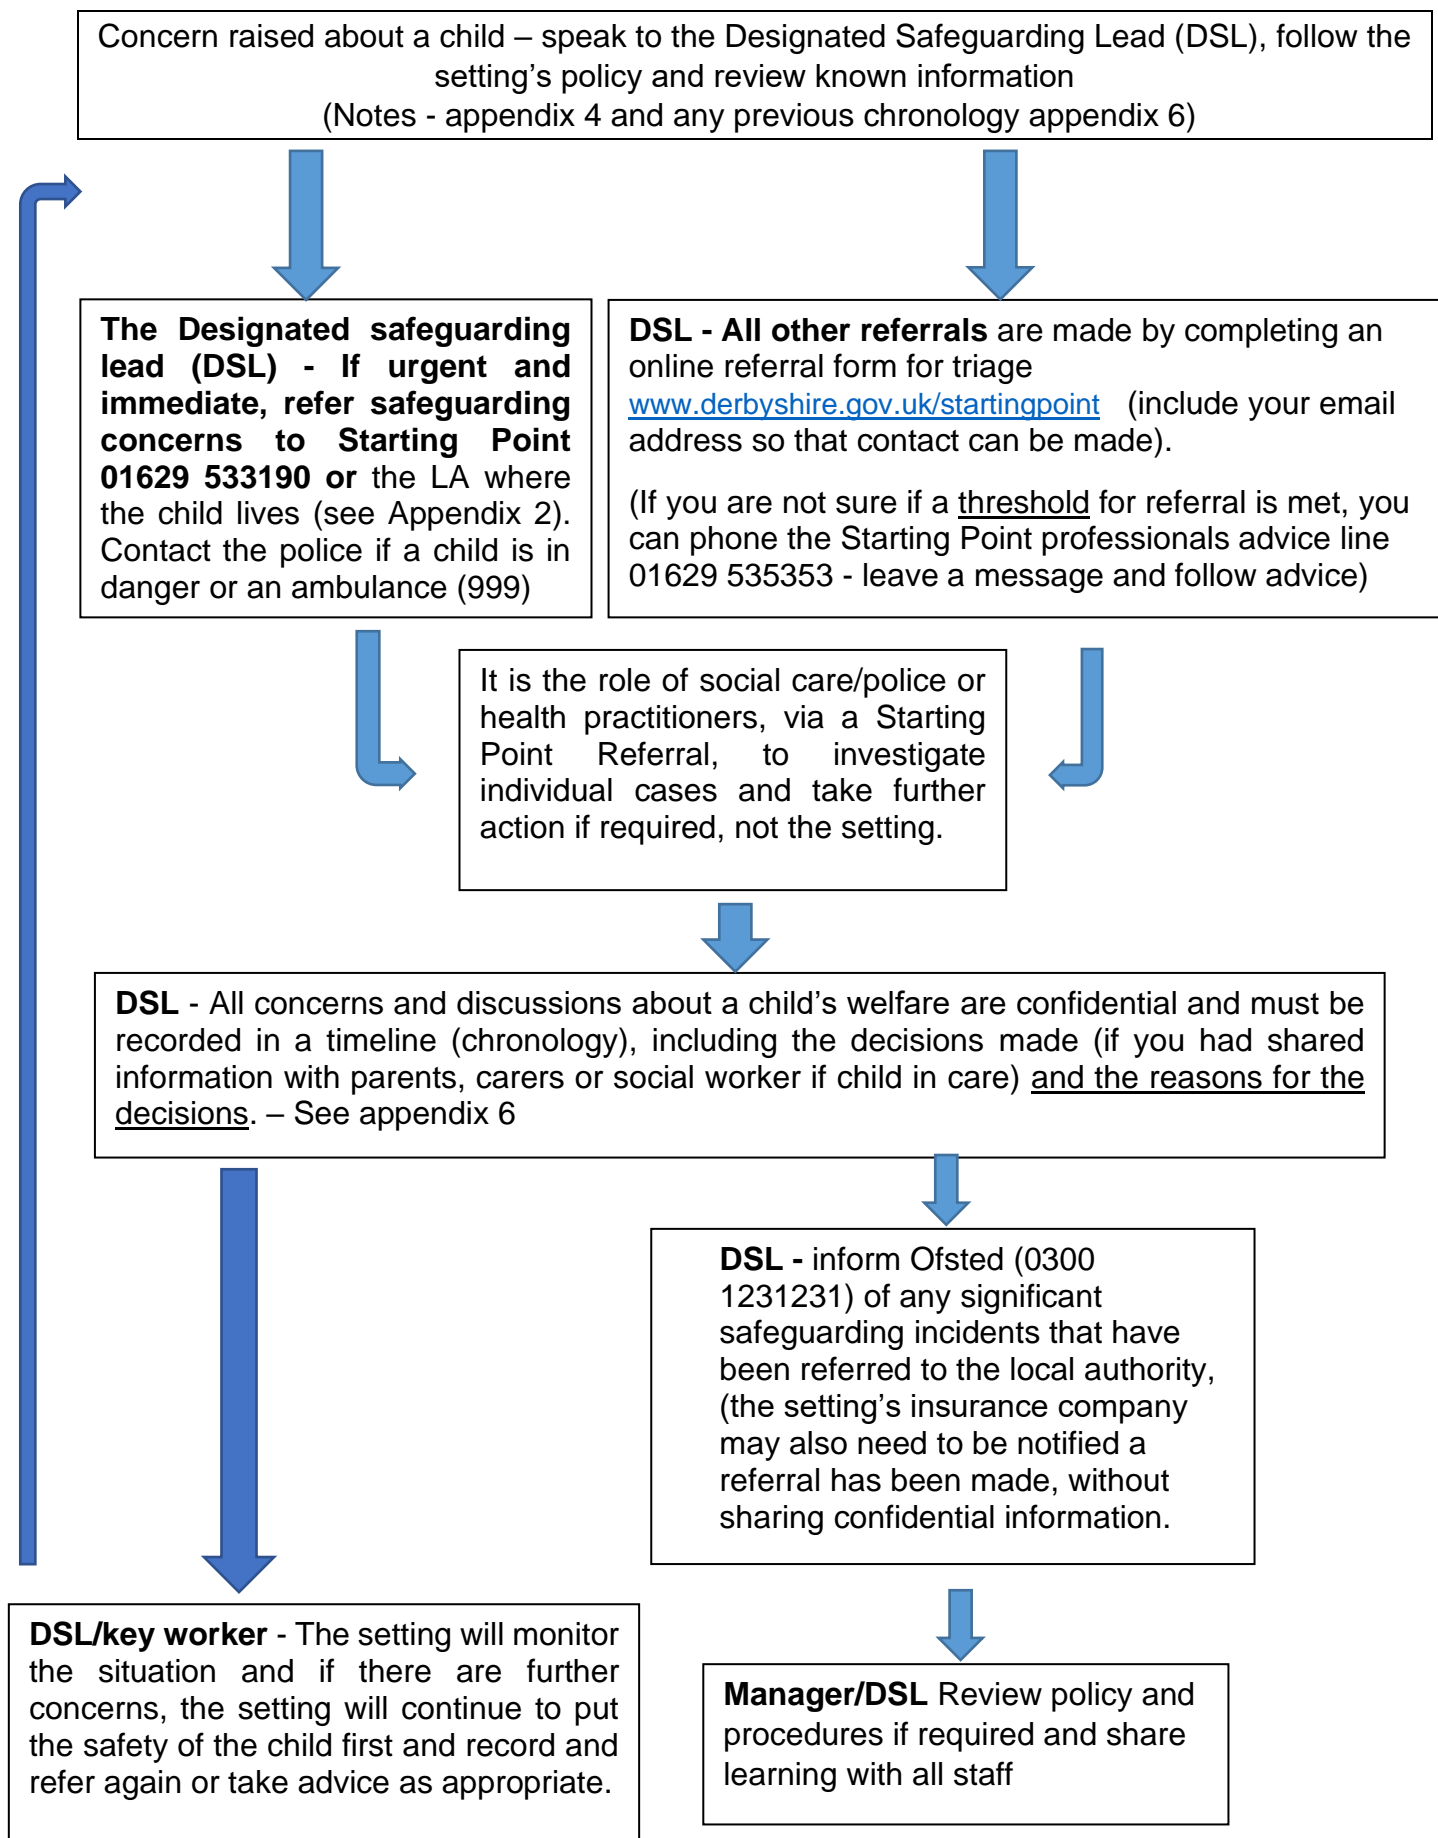 Concern raised about a child – speak to the Designated Safeguarding Lead (DSL), follow the
setting’s policy and review known information
(Notes - appendix 4 and any previous chronology appendix 6)
The Designated safeguarding
lead (DSL) - If urgent and
immediate, refer safeguarding
concerns to Starting Point
01629 533190 or the LA where
the child lives (see Appendix 2).
Contact the police if a child is in
danger or an ambulance (999)
DSL - All other referrals are made by completing an
online referral form for triage
www.derbyshire.gov.uk/startingpoint (include your email
address so that contact can be made).
(If you are not sure if a threshold for referral is met, you
can phone the Starting Point professionals advice line
01629 535353 - leave a message and follow advice)
It is the role of social care/police or
health practitioners, via a Starting
Point Referral, to investigate
individual cases and take further
action if required, not the setting.
DSL - All concerns and discussions about a child’s welfare are confidential and must be
recorded in a timeline (chronology), including the decisions made (if you had shared
information with parents, carers or social worker if child in care) and the reasons for the
decisions. – See appendix 6
DSL - inform Ofsted (0300
1231231) of any significant
safeguarding incidents that have
been referred to the local authority,
(the setting’s insurance company
may also need to be notified a
referral has been made, without
sharing confidential information.
DSL/key worker - The setting will monitor
the situation and if there are further
concerns, the setting will continue to put
the safety of the child first and record and
refer again or take advice as appropriate.
Manager/DSL Review policy and
procedures if required and share
learning with all staff